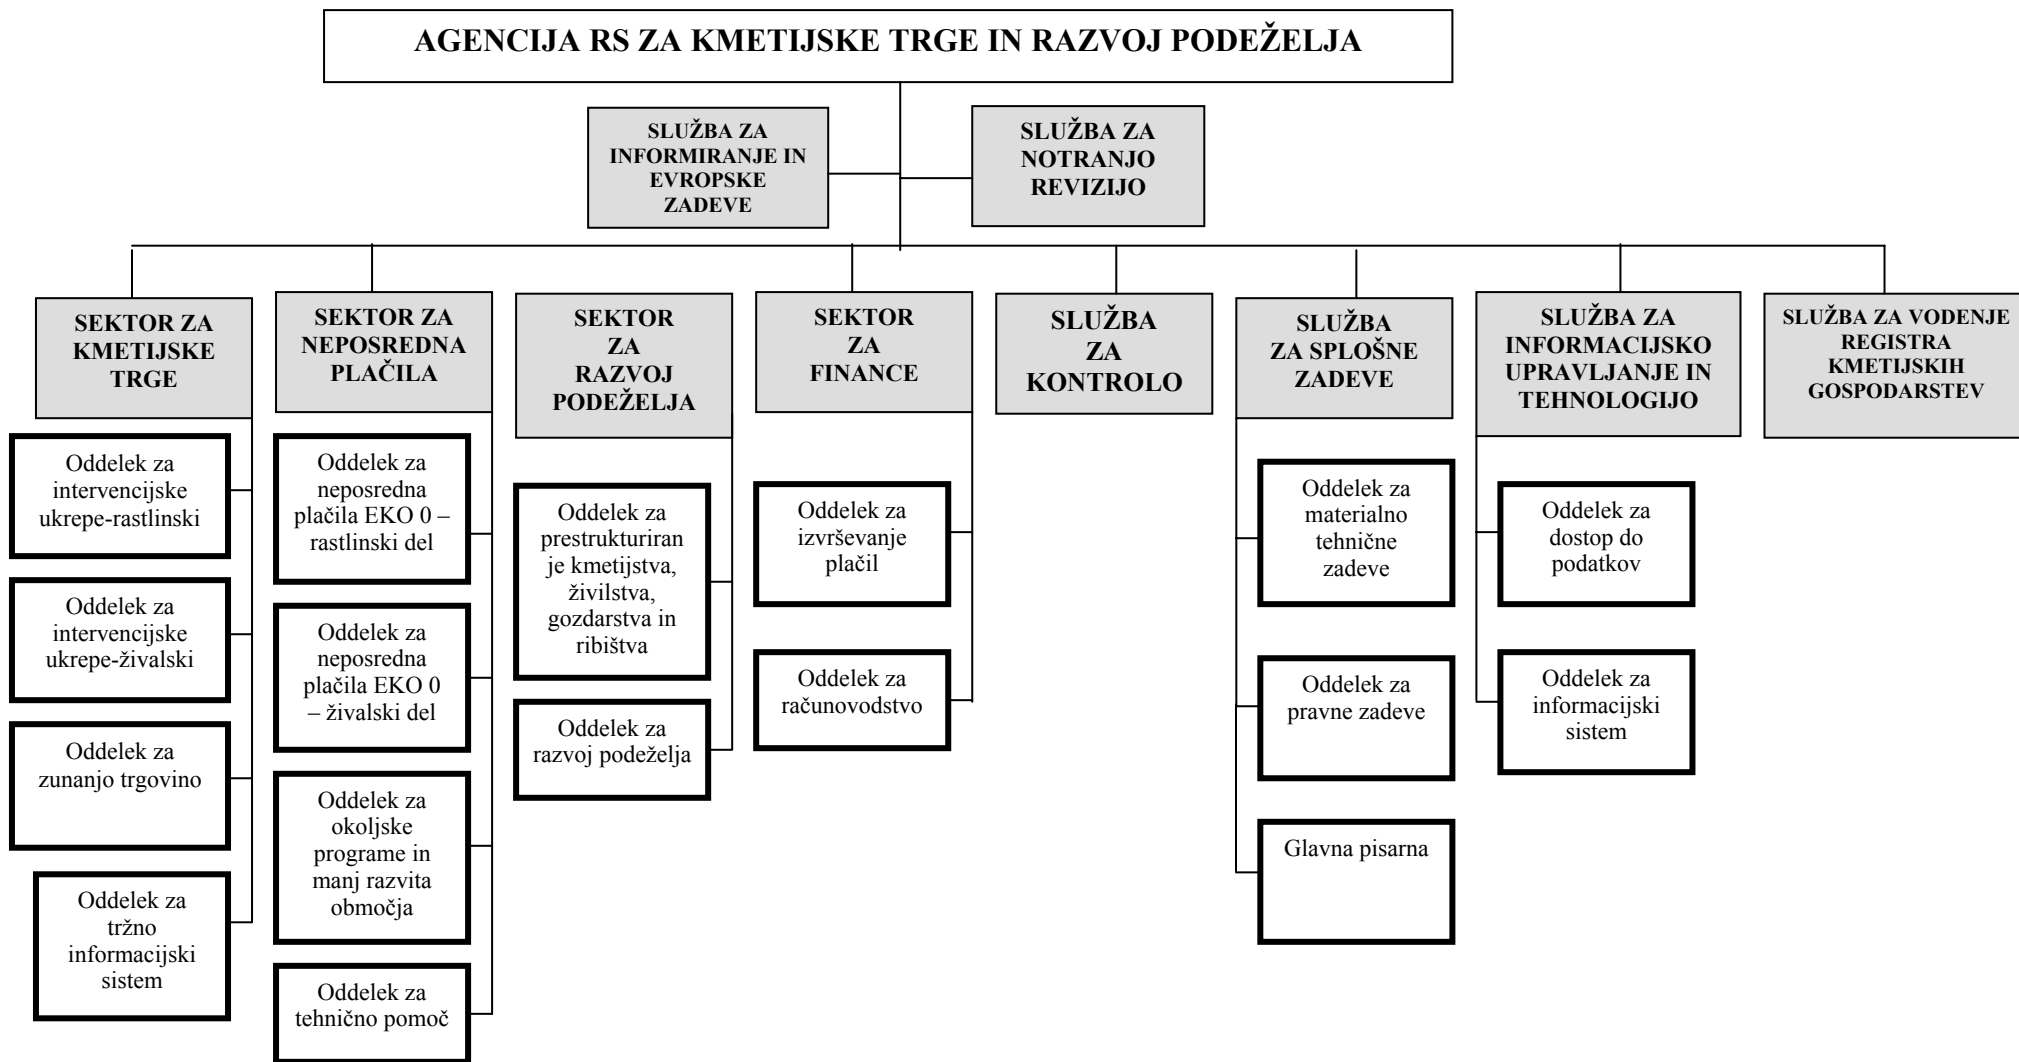 AGENCIJA RS ZA KMETIJSKE TRGE IN RAZVOJ PODEŽELJA
SLUŽBA ZA
INFORMIRANJE IN
EVROPSKE
ZADEVE
SLUŽBA ZA
NOTRANJO
REVIZIJO
SEKTOR ZA
KMETIJSKE
TRGE
SEKTOR ZA
NEPOSREDNA
PLAČILA
SEKTOR
ZA
RAZVOJ
PODEŽELJA
SEKTOR
ZA
FINANCE
SLUŽBA
ZA
KONTROLO
SLUŽBA
ZA SPLOŠNE
ZADEVE
SLUŽBA ZA
INFORMACIJSKO
UPRAVLJANJE IN
TEHNOLOGIJO
SLUŽBA ZA VODENJE
REGISTRA
KMETIJSKIH
GOSPODARSTEV
Oddelek za
intervencijske
ukrepe-rastlinski
Oddelek za
intervencijske
ukrepe-živalski
Oddelek za
zunanjo trgovino
Oddelek za
tržno
informacijski
sistem
Oddelek za
neposredna
plačila EKO 0 –
rastlinski del
Oddelek za
neposredna
plačila EKO 0
– živalski del
Oddelek za
okoljske
programe in
manj razvita
območja
Oddelek za
tehnično pomoč
Oddelek za
prestrukturiran
je kmetijstva,
živilstva,
gozdarstva in
ribištva
Oddelek za
razvoj podeželja
Oddelek za
izvrševanje
plačil
Oddelek za
računovodstvo
Oddelek za
materialno
tehnične
zadeve
Oddelek za
pravne zadeve
Glavna pisarna
Oddelek za
dostop do
podatkov
Oddelek za
informacijski
sistem